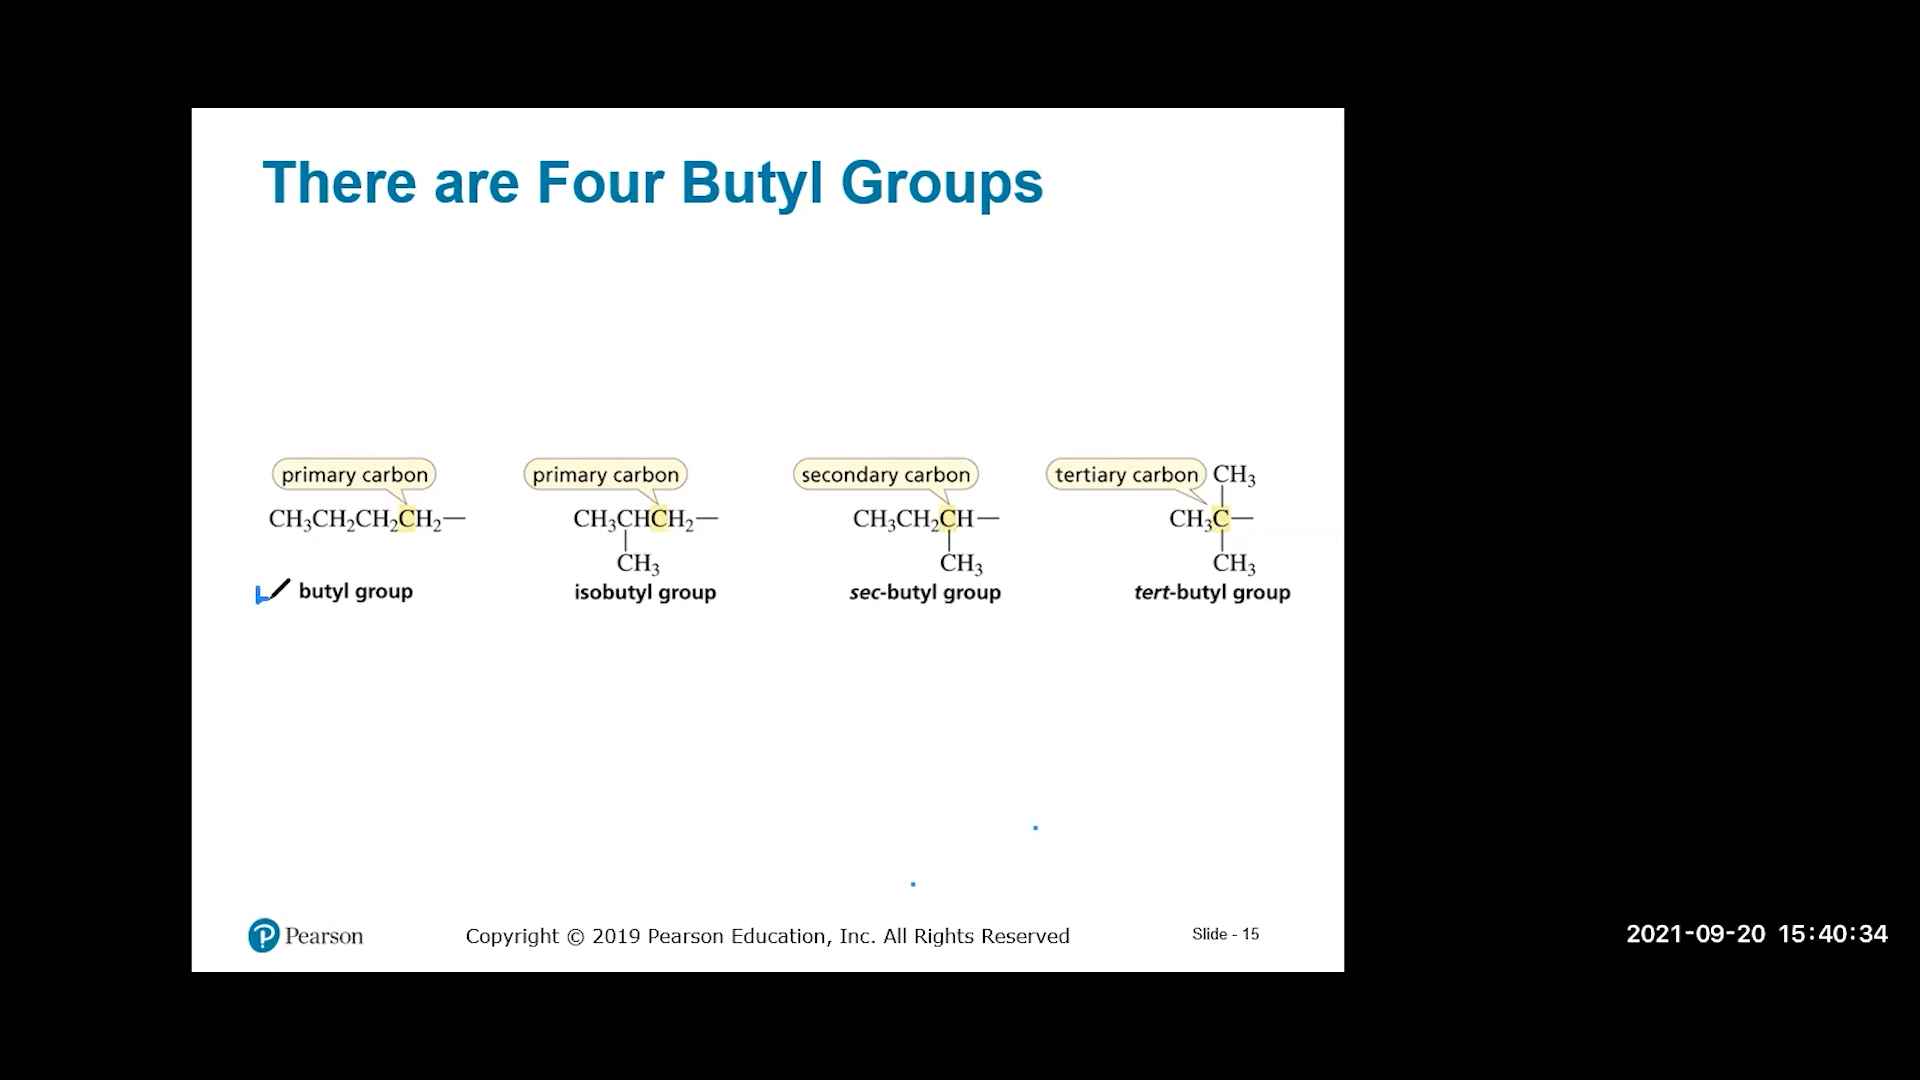 There are Four Butyl Groups
primary carbon
CH₃CH₂CH₂CH₂—
butyl group
primary carbon
CH₃CHCH₂—
CH₃
isobutyl group
secondary carbon
CH₃CH₂CH—
CH₃
sec-butyl group
tertiary carbon
CH₃
CH₃C—
CH₃
tert-butyl group
P Pearson
Copyright © 2019 Pearson Education, Inc. All Rights Reserved
Slide - 15
2021-09-20 15:40:34